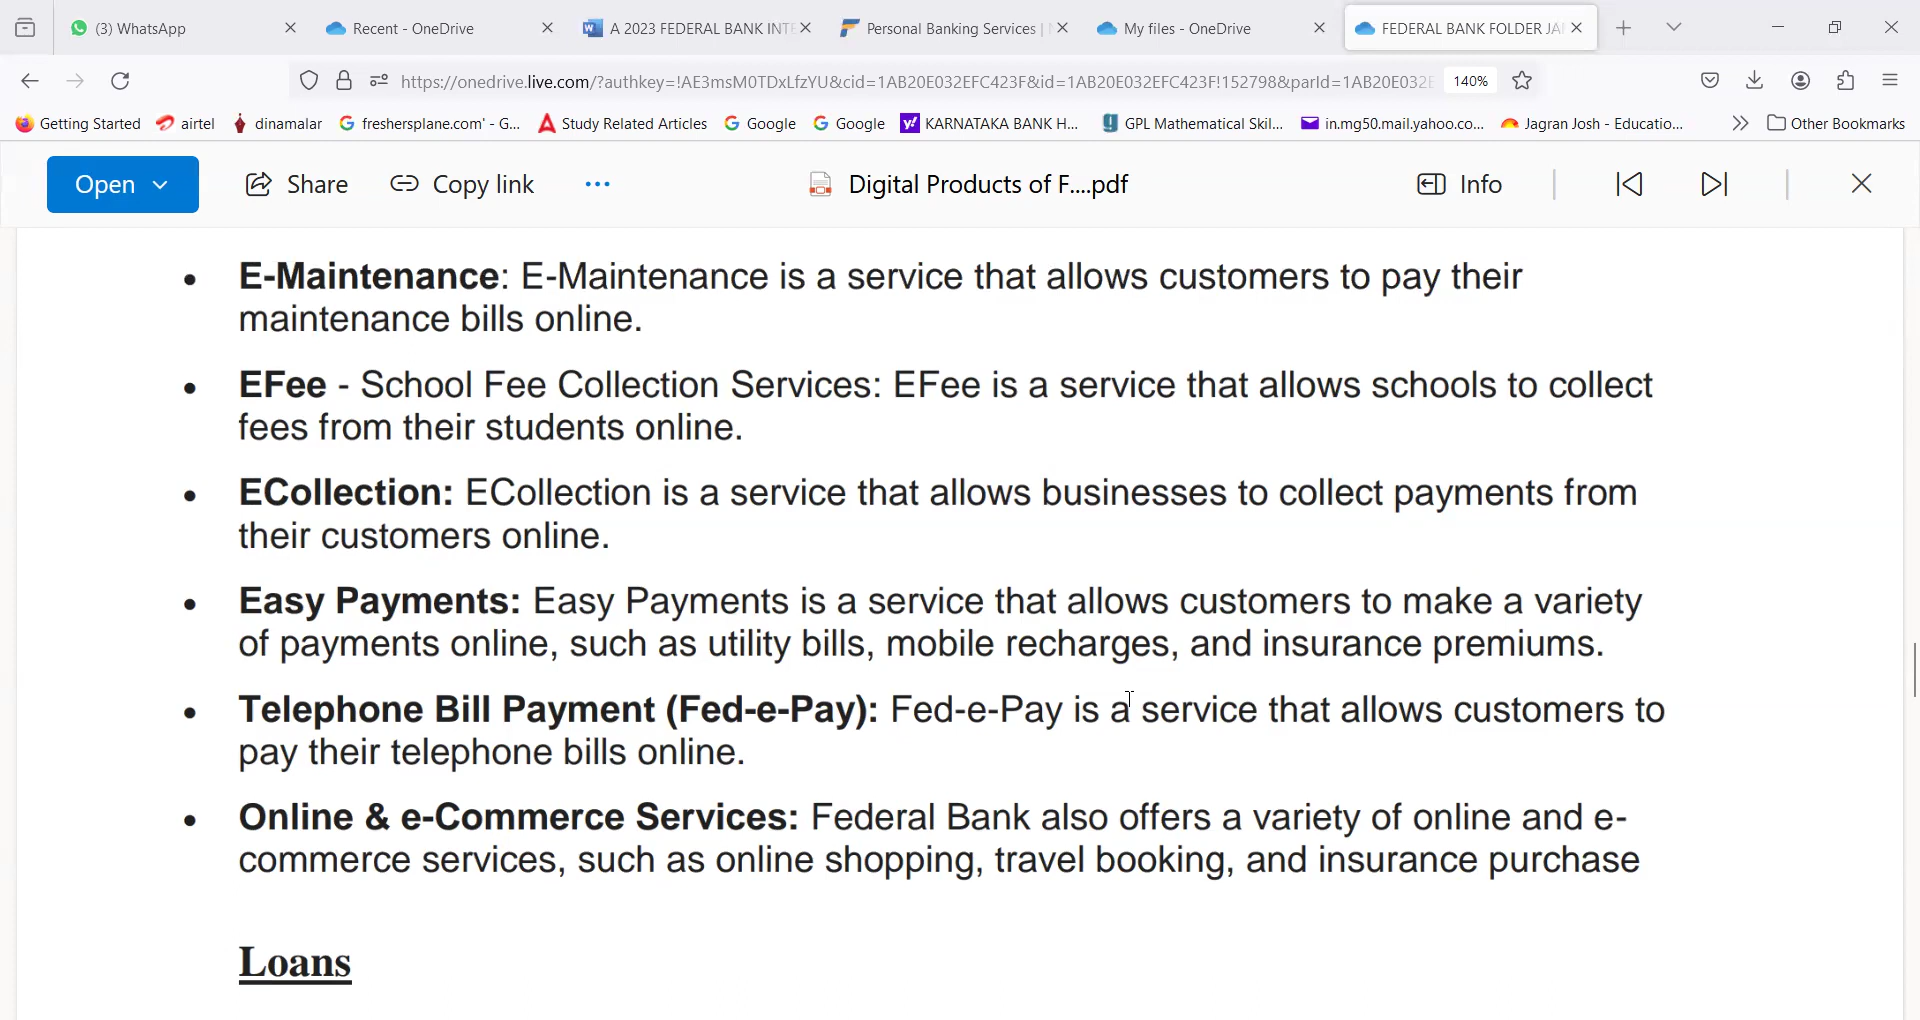 (3) WhatsApp
Recent - OneDrive
A 2023 FEDERAL BANK INTE
Personal Banking Services |
My files - OneDrive
FEDERAL BANK FOLDER JA
https://onedrive.live.com/?authkey=!AE3msM0TDxLfzYU&cid=1AB20E032EFC423F&id=1AB20E032EFC423F!152798&parId=1AB20E032E
140%
Getting Started
airtel
dinamalar
freshersplane.com' - G...
Study Related Articles
Google
Google
KARNATAKA BANK H...
GPL Mathematical Skil...
in.mg50.mail.yahoo.co...
Jagran Josh - Educatio...
Other Bookmarks
Open
Share
Copy link
Digital Products of F....pdf
Info
• E-Maintenance: E-Maintenance is a service that allows customers to pay their
maintenance bills online.
• EFee - School Fee Collection Services: EFee is a service that allows schools to collect
fees from their students online.
• ECollection: ECollection is a service that allows businesses to collect payments from
their customers online.
• Easy Payments: Easy Payments is a service that allows customers to make a variety
of payments online, such as utility bills, mobile recharges, and insurance premiums.
• Telephone Bill Payment (Fed-e-Pay): Fed-e-Pay is a service that allows customers to
pay their telephone bills online.
• Online & e-Commerce Services: Federal Bank also offers a variety of online and e-
commerce services, such as online shopping, travel booking, and insurance purchase
Loans